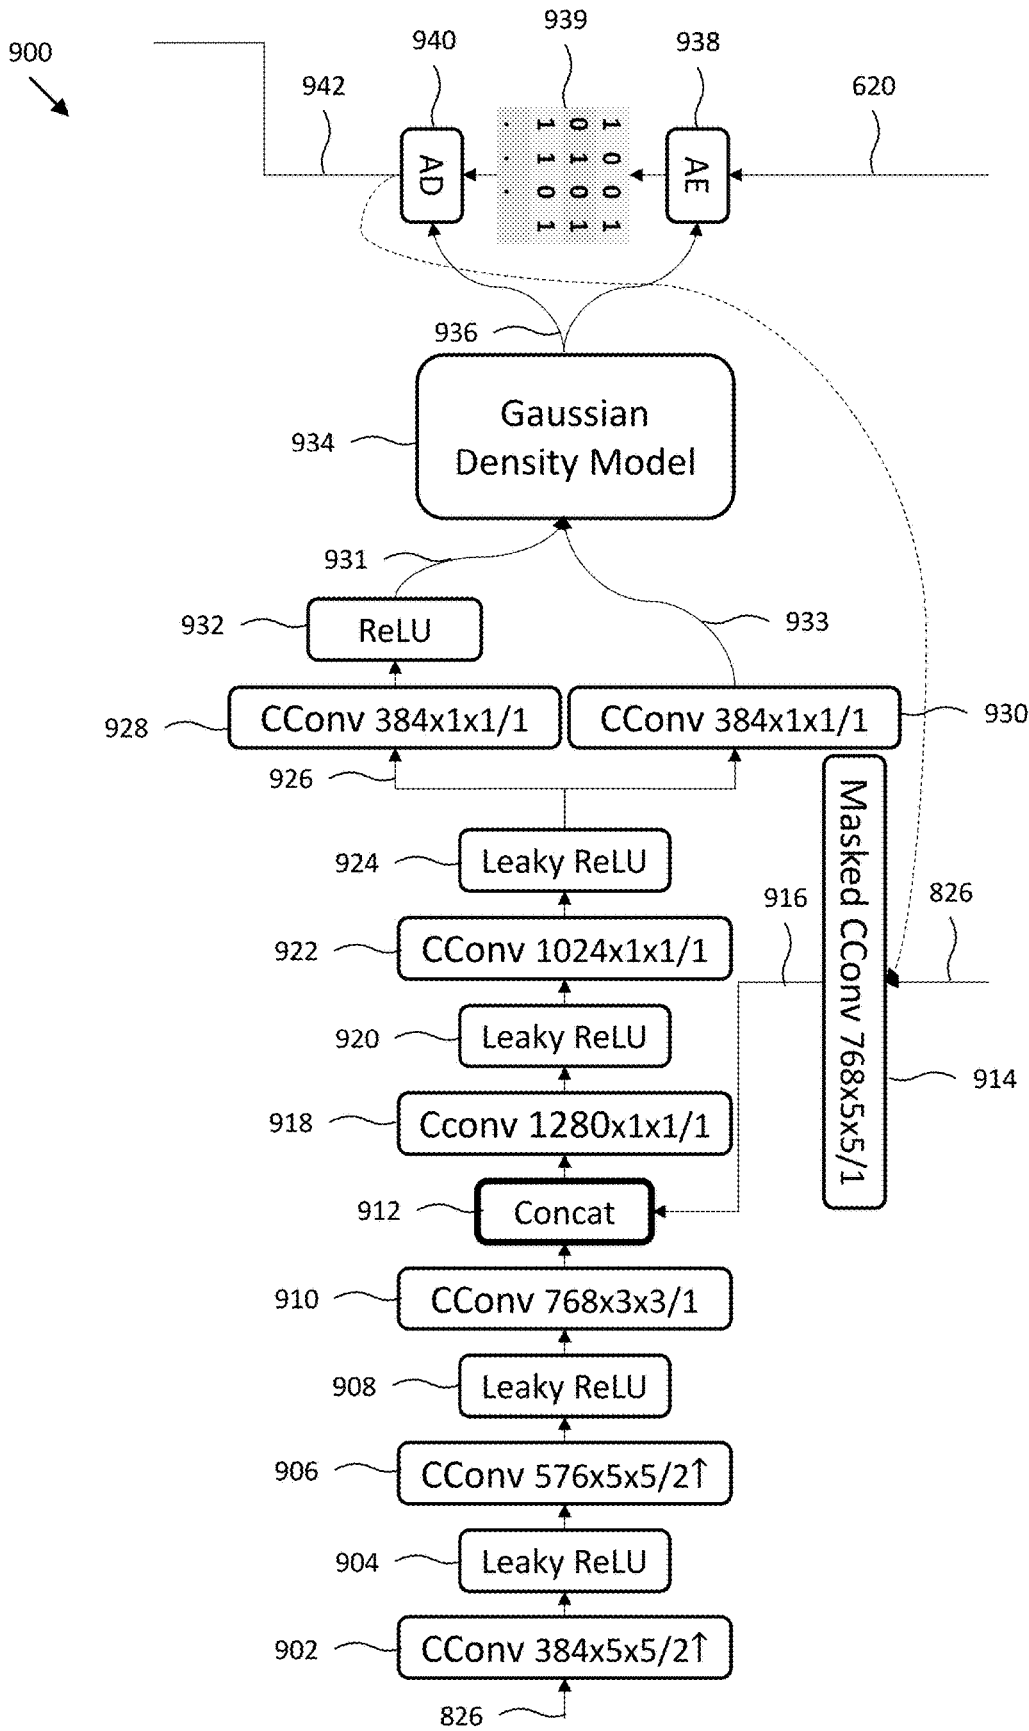 900
940
939
938
942
620
AD
1 0 0 1
0 1 0 1
1 1 0 1
. . .
AE
936
934
Gaussian
Density Model
931
932
ReLU
933
928
CConv 384x1x1/1
CConv 384x1x1/1
930
926
924
Leaky ReLU
916
826
Masked CConv 768x5x5/1
922
CConv 1024x1x1/1
920
Leaky ReLU
914
918
Cconv 1280x1x1/1
912
Concat
910
CConv 768x3x3/1
908
Leaky ReLU
906
CConv 576x5x5/2↑
904
Leaky ReLU
902
CConv 384x5x5/2↑
826